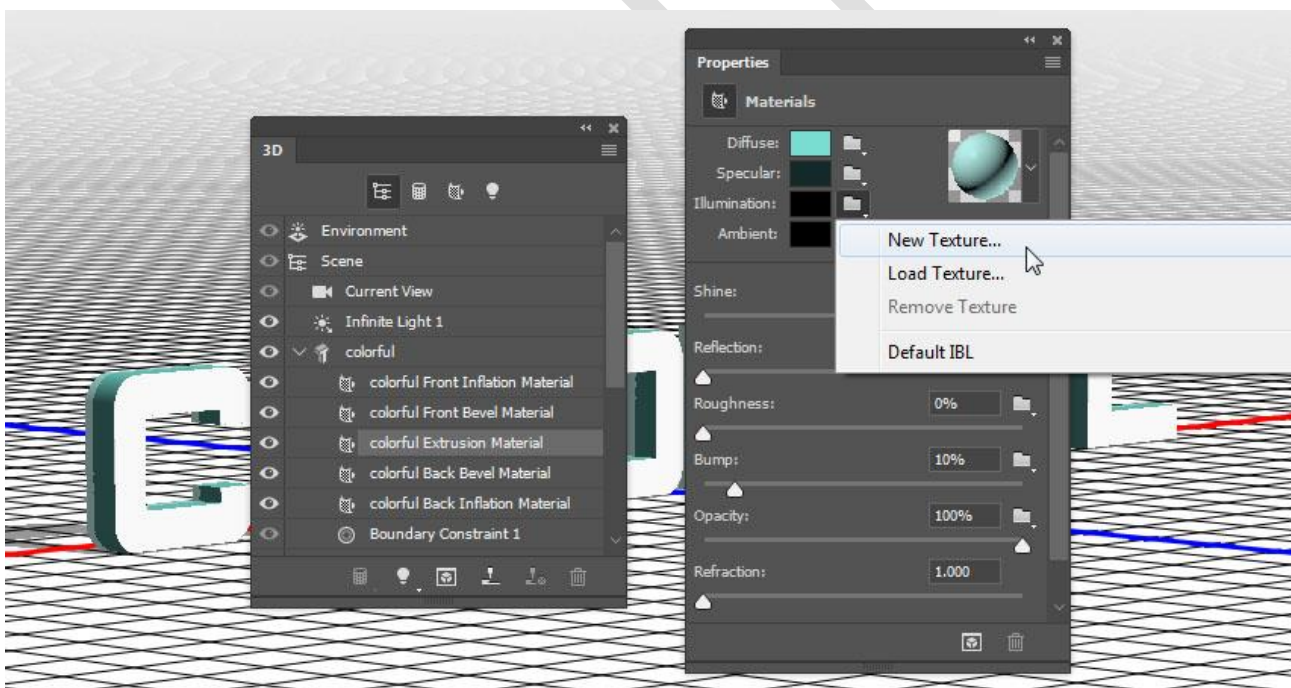 3D
Environment
Scene
Current View
Infinite Light 1
colorful
colorful Front Inflation Material
colorful Front Bevel Material
colorful Extrusion Material
colorful Back Bevel Material
colorful Back Inflation Material
Boundary Constraint 1
Properties
Materials
Diffuse:
Specular:
Illumination:
Ambient:
New Texture...
Load Texture...
Remove Texture
Default IBL
Shine:
Reflection:
Roughness: 0%
Bump: 10%
Opacity: 100%
Refraction: 1.000